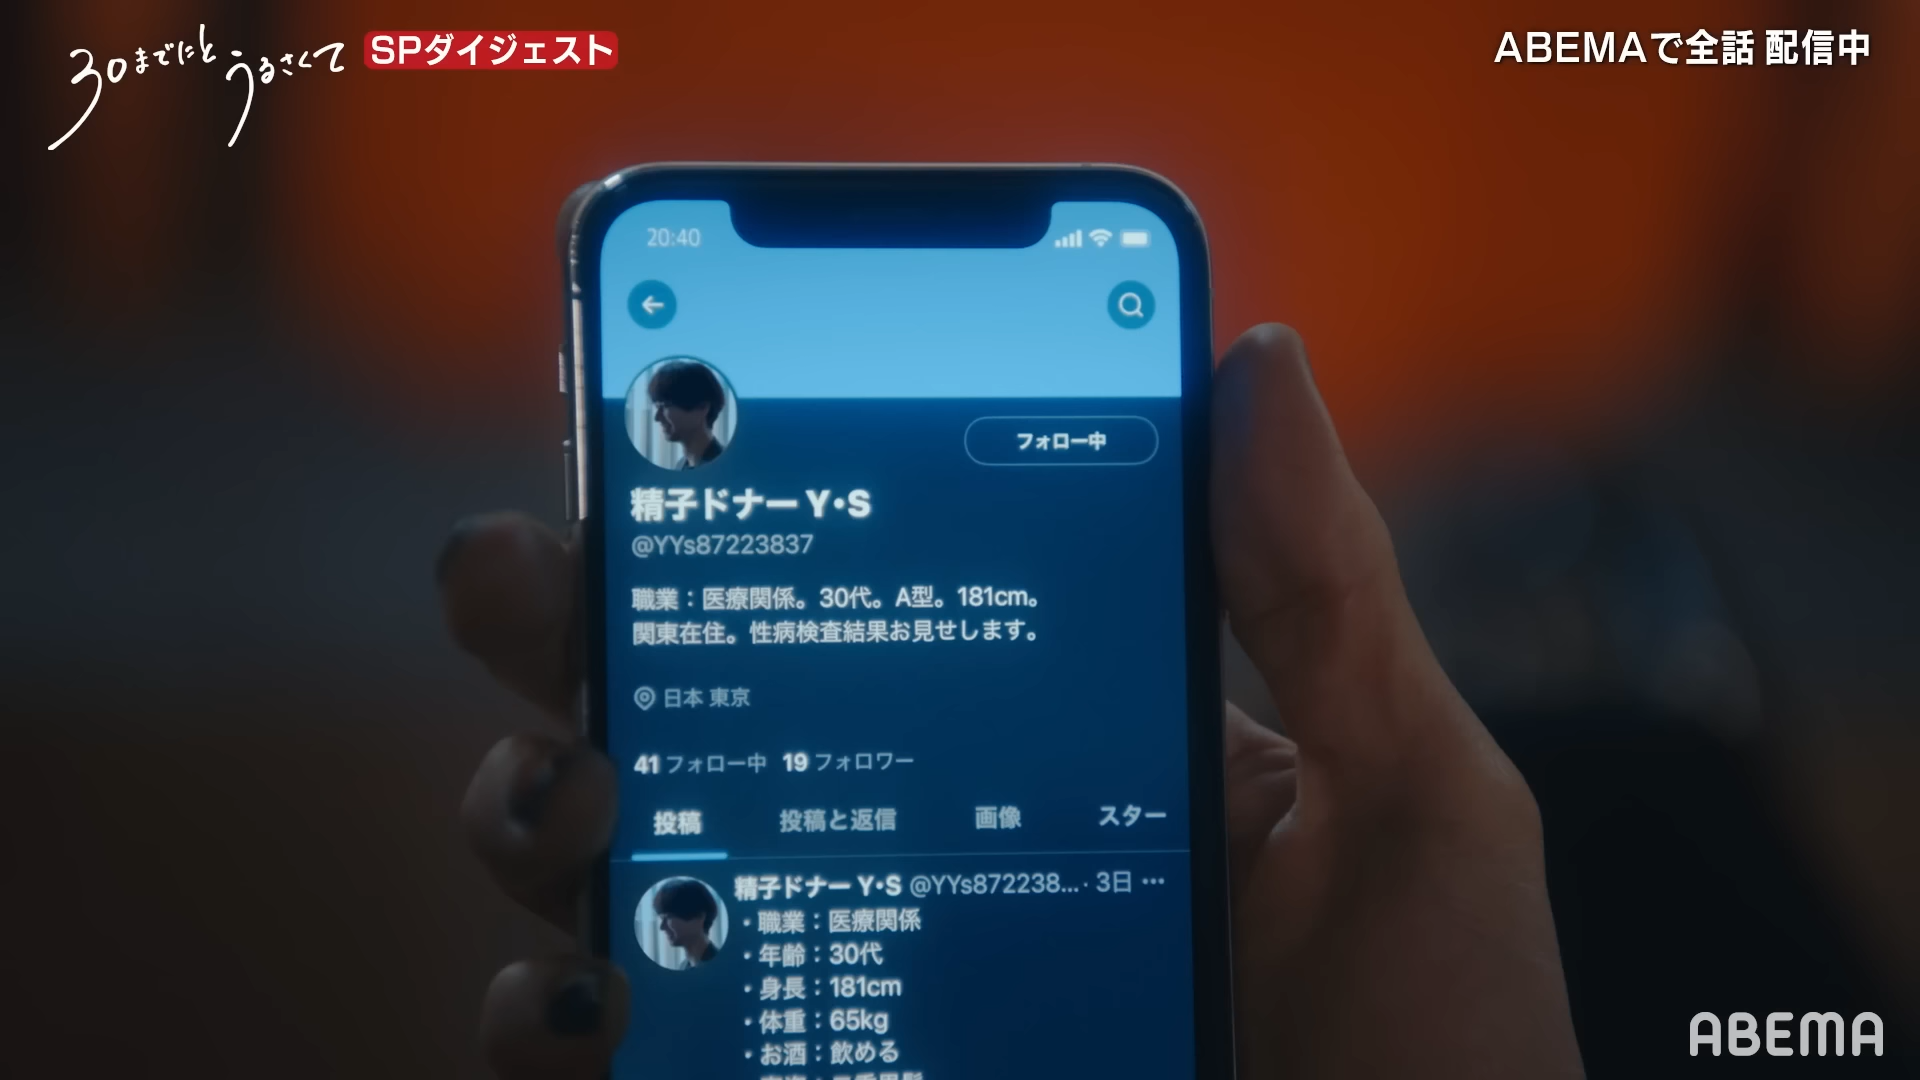 30までにとうるさくて
SPダイジェスト
ABEMAで全話 配信中
20:40
フォロー中
精子ドナー Y・S
@YYs87223837
職業：医療関係。30代。A型。181cm。
関東在住。性病検査結果お見せします。
日本 東京
41 フォロー中 19 フォロワー
投稿 投稿と返信 画像 スター
精子ドナー Y・S @YYs872238...・3日 ···
・職業：医療関係
・年齢：30代
・身長：181cm
・体重：65kg
・お酒：飲める
ABEMA